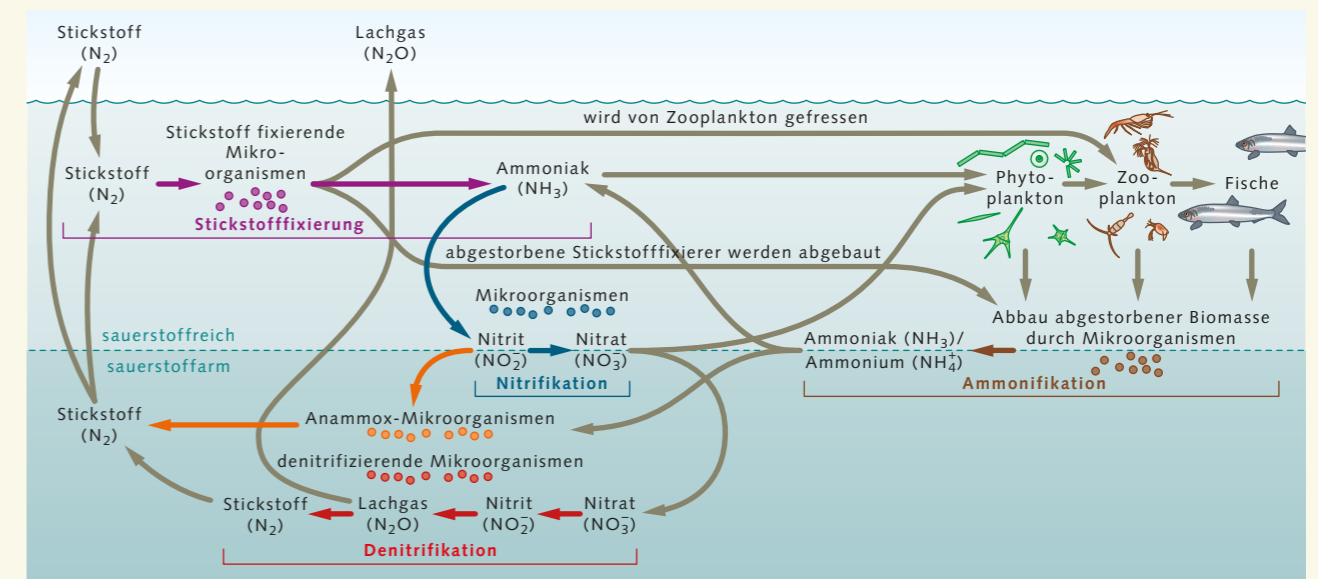 Stickstoff
(N₂)
Lachgas
(N₂O)
wird von Zooplankton gefressen
Stickstoff fixierende
Mikro-
organismen
Stickstoff
(N₂)
Ammoniak
(NH₃)
Phyto-
plankton
Zoo-
plankton
Fische
Stickstofffixierung
abgestorbene Stickstofffixierer werden abgebaut
Mikroorganismen
Abbau abgestorbener Biomasse
durch Mikroorganismen
sauerstoffreich
sauerstoffarm
Nitrit
(NO₂⁻)
Nitrat
(NO₃⁻)
Nitrifikation
Ammoniak (NH₃)/
Ammonium (NH₄⁺)
Ammonifikation
Stickstoff
(N₂)
Anammox-Mikroorganismen
denitrifizierende Mikroorganismen
Stickstoff
(N₂)
Lachgas
(N₂O)
Nitrit
(NO₂⁻)
Nitrat
(NO₃⁻)
Denitrifikation